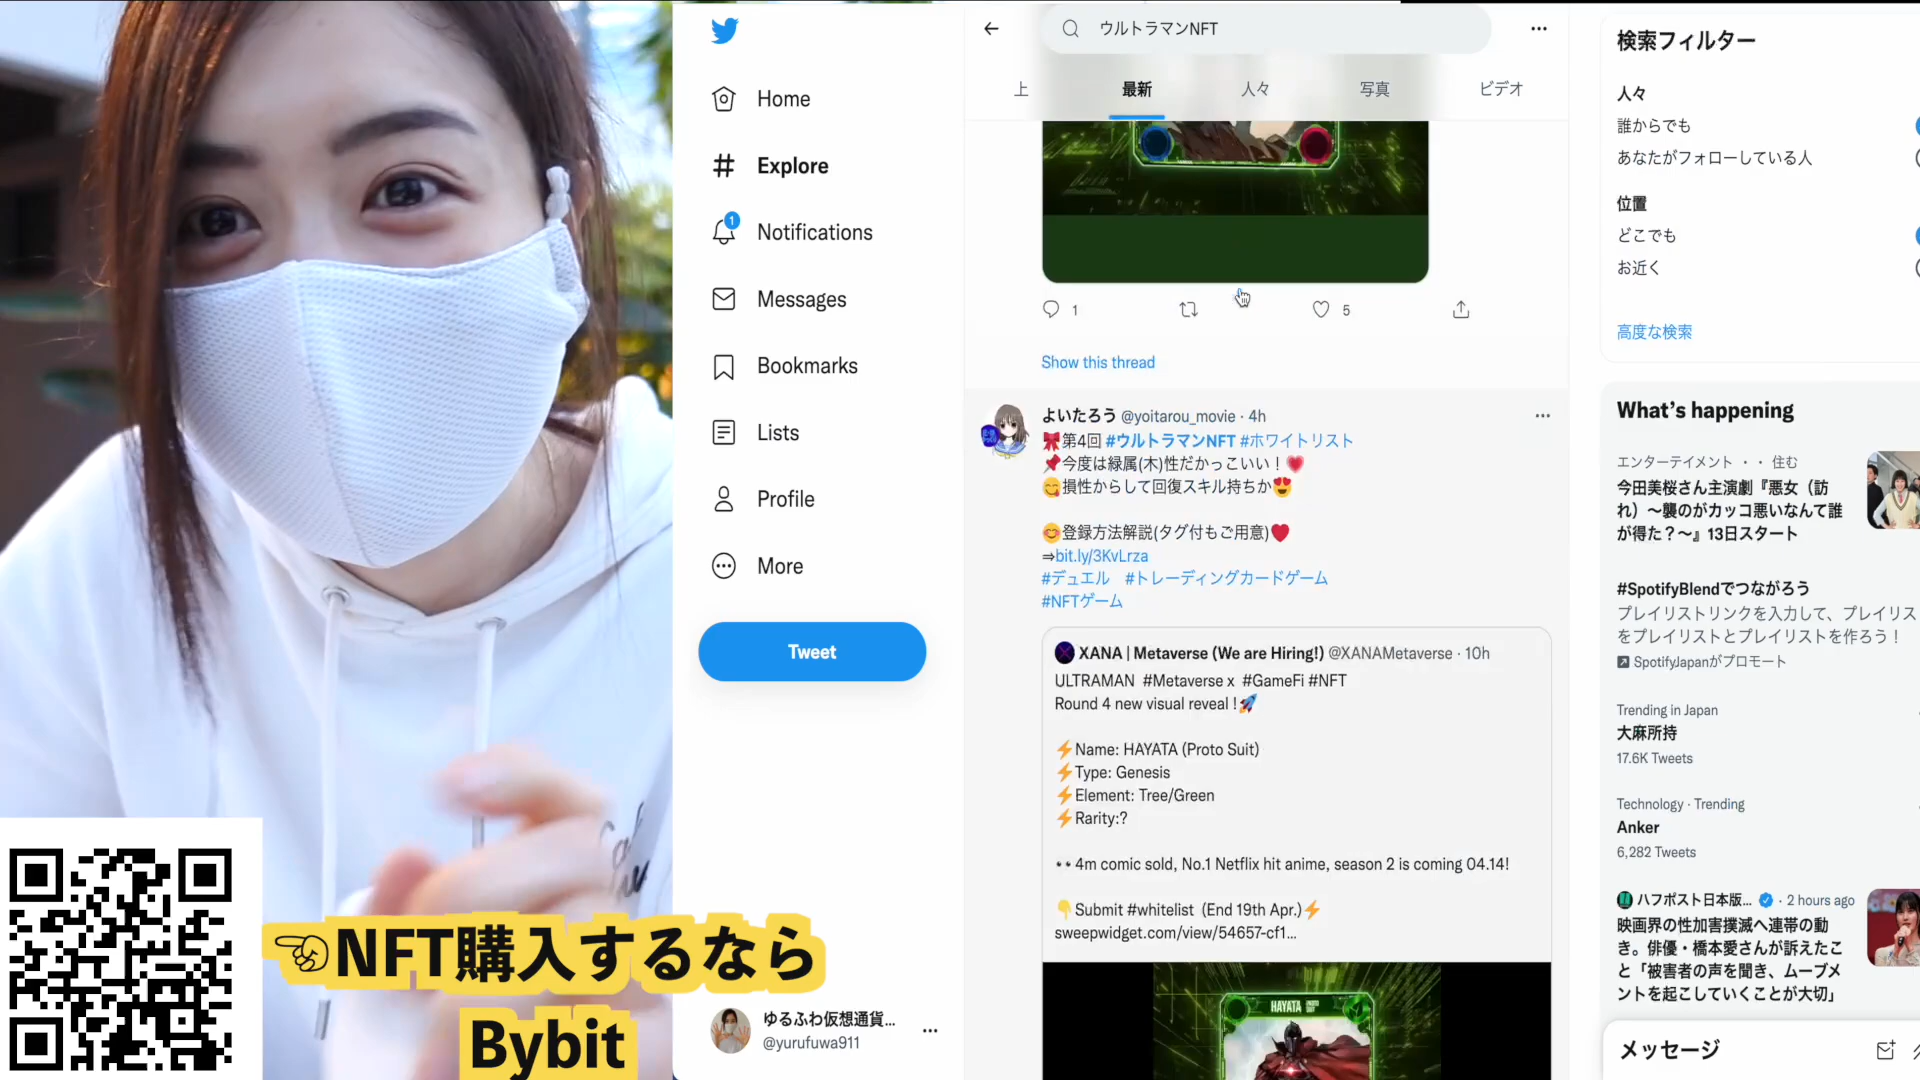 Home
Explore
1
Notifications
Messages
Bookmarks
Lists
Profile
More
Tweet
ゆるふわ仮想通貨...
@yurufuwa911
NFT購入するなら
Bybit
ウルトラマンNFT
上
最新
人々
写真
ビデオ
1
5
Show this thread
よいたろう @yoitarou_movie · 4h
🎀第4回 #ウルトラマンNFT #ホワイトリスト
📌今度は緑属(木)性だかっこいい！💗
😋損性からして回復スキル持ちか😍
😊登録方法解説(タグ付もご用意)❤
⇒bit.ly/3KvLrza
#デュエル　#トレーディングカードゲーム
#NFTゲーム
XANA | Metaverse (We are Hiring!) @XANAMetaverse · 10h
ULTRAMAN #Metaverse x #GameFi #NFT
Round 4 new visual reveal !🚀
⚡Name: HAYATA (Proto Suit)
⚡Type: Genesis
⚡Element: Tree/Green
⚡Rarity:?
👀4m comic sold, No.1 Netflix hit anime, season 2 is coming 04.14!
👇Submit #whitelist (End 19th Apr.)⚡
sweepwidget.com/view/54657-cf1...
HAYATA
検索フィルター
人々
誰からでも
あなたがフォローしている人
位置
どこでも
お近く
高度な検索
What's happening
エンターテイメント ・・ 住む
今田美桜さん主演劇『悪女（訪
れ）〜襲のがカッコ悪いなんて誰
が得た？〜』13日スタート
#SpotifyBlendでつながろう
プレイリストリンクを入力して、プレイリス
をプレイリストとプレイリストを作ろう！
SpotifyJapanがプロモート
Trending in Japan
大麻所持
17.6K Tweets
Technology · Trending
Anker
6,282 Tweets
ハフポスト日本版... · 2 hours ago
映画界の性加害撲滅へ連帯の動
き。俳優・橋本愛さんが訴えたこ
と「被害者の声を聞き、ムーブメ
ントを起こしていくことが大切」
メッセージ